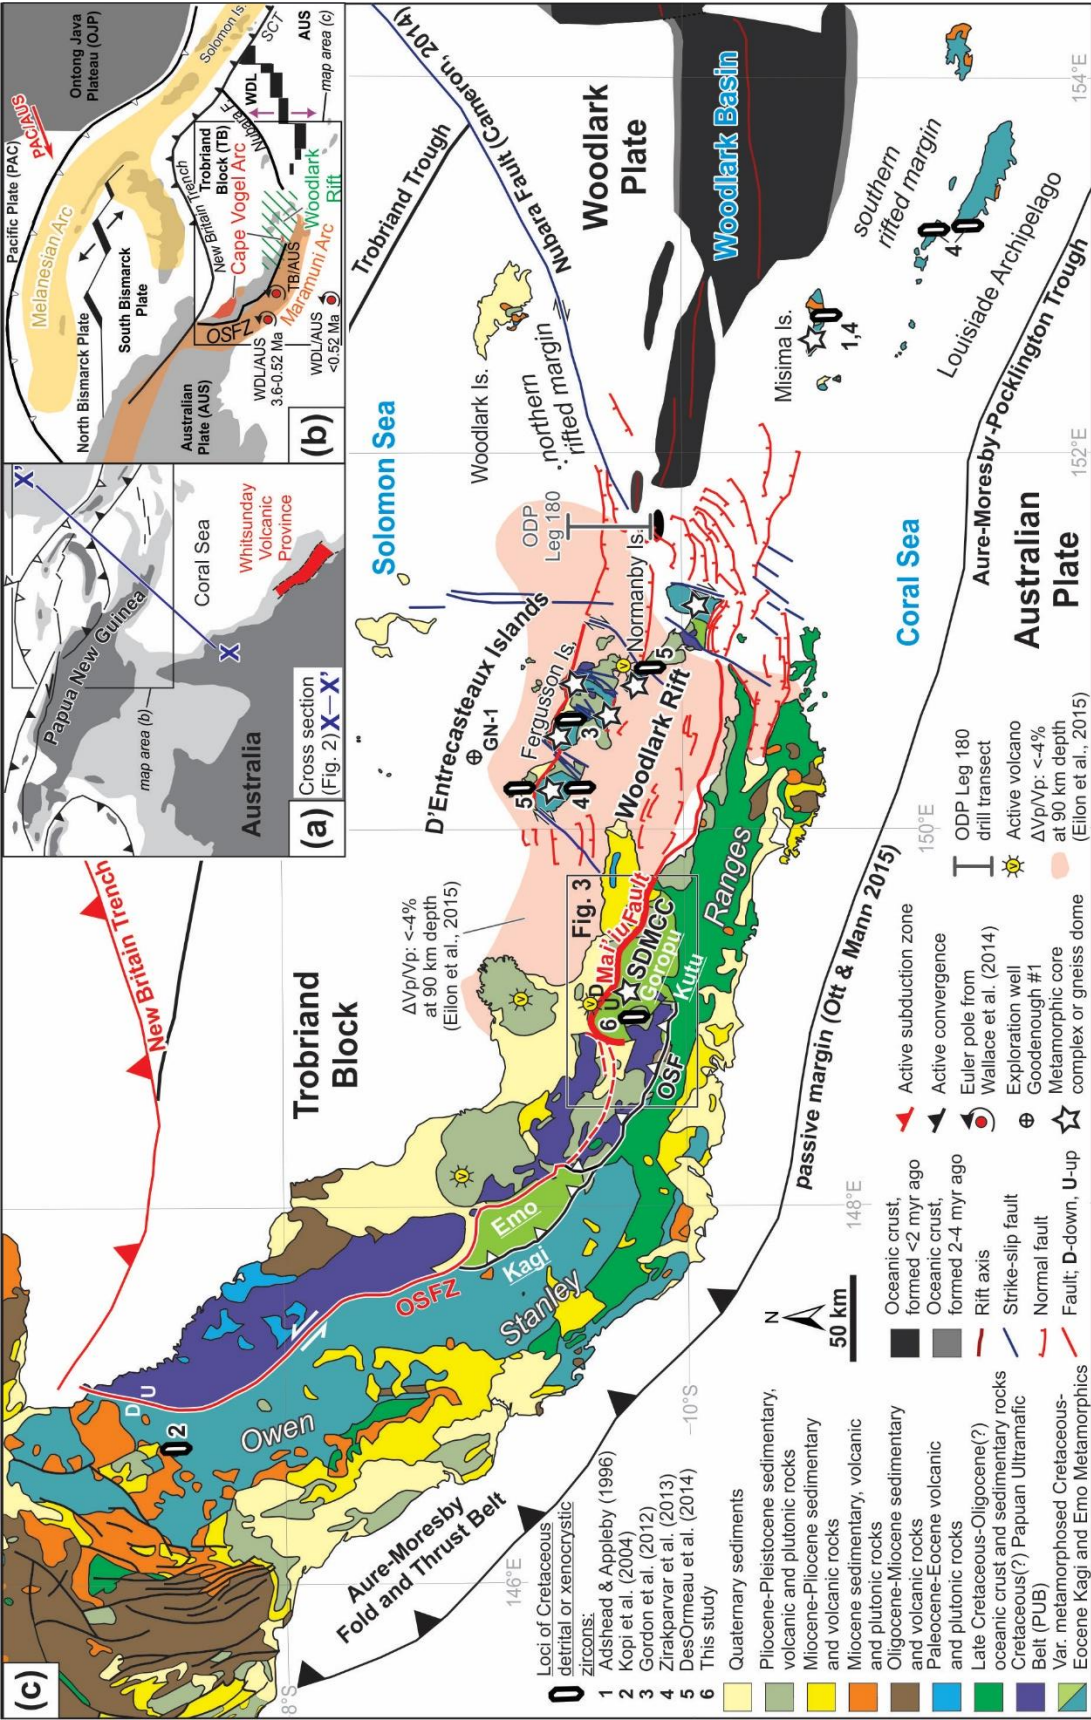 (a)
Papua New Guinea
map area (b)
Coral Sea
Whitsunday
Volcanic
Province
Australia
X
X'
Cross section
(Fig. 2) X—X'
(b)
Pacific Plate (PAC)
PAC/AUS
Ontong Java
Plateau (OJP)
Melanesian Arc
North Bismarck Plate
South Bismarck
Plate
Solomon Is.
SCT
New Britain Trench
Trobriand
Block (TB)
Cape Vogel Arc
Nubara F.
WDL
AUS
map area (c)
Woodlark
Rift
Australian
Plate (AUS)
OSFZ
TB/AUS
Maramuni Arc
WDL/AUS
3.6-0.52 Ma
WDL/AUS
<0.52 Ma
(c)
New Britain Trench
Trobriand
Block
Solomon Sea
Trobriand Trough
Nubara Fault (Cameron, 2014)
Woodlark
Plate
Woodlark Basin
Woodlark Is.
northern
rifted margin
southern
rifted margin
ODP
Leg 180
D'Entrecasteaux Islands
GN-1
Fergusson Is.
Normanby Is.
Woodlark Rift
ΔVp/Vp: <-4%
at 90 km depth
(Eilon et al., 2015)
Fig. 3
Mai'iu Fault
SDMCC
Goropu
Kutu
OSF
U
D
6
5
4
3
5
Misima Is.
1,4
4
Louisiade Archipelago
Coral Sea
Aure-Moresby-Pocklington Trough
Australian
Plate
passive margin (Ott & Mann 2015)
Owen
Stanley
Ranges
Emo
Kagi
OSFZ
D
U
2
Aure-Moresby
Fold and Thrust Belt
8°S
10°S
146°E
148°E
150°E
152°E
154°E
N
50 km
Loci of Cretaceous
detrital or xenocrystic
zircons:
1 Adshead & Appleby (1996)
2 Kopi et al. (2004)
3 Gordon et al. (2012)
4 Zirakparvar et al. (2013)
5 DesOrmeau et al. (2014)
6 This study
Quaternary sediments
Pliocene-Pleistocene sedimentary,
volcanic and plutonic rocks
Miocene-Pliocene sedimentary
and volcanic rocks
Miocene sedimentary, volcanic
and plutonic rocks
Oligocene-Miocene sedimentary
and volcanic rocks
Paleocene-Eocene volcanic
and plutonic rocks
Late Cretaceous-Oligocene(?)
oceanic crust and sedimentary rocks
Cretaceous(?) Papuan Ultramafic
Belt (PUB)
Var. metamorphosed Cretaceous-
Eocene Kagi and Emo Metamorphics
Oceanic crust,
formed <2 myr ago
Oceanic crust,
formed 2-4 myr ago
Rift axis
Strike-slip fault
Normal fault
Fault; D-down, U-up
Active subduction zone
Active convergence
Euler pole from
Wallace et al. (2014)
Exploration well
Goodenough #1
Metamorphic core
complex or gneiss dome
ODP Leg 180
drill transect
Active volcano
ΔVp/Vp: <-4%
at 90 km depth
(Eilon et al., 2015)